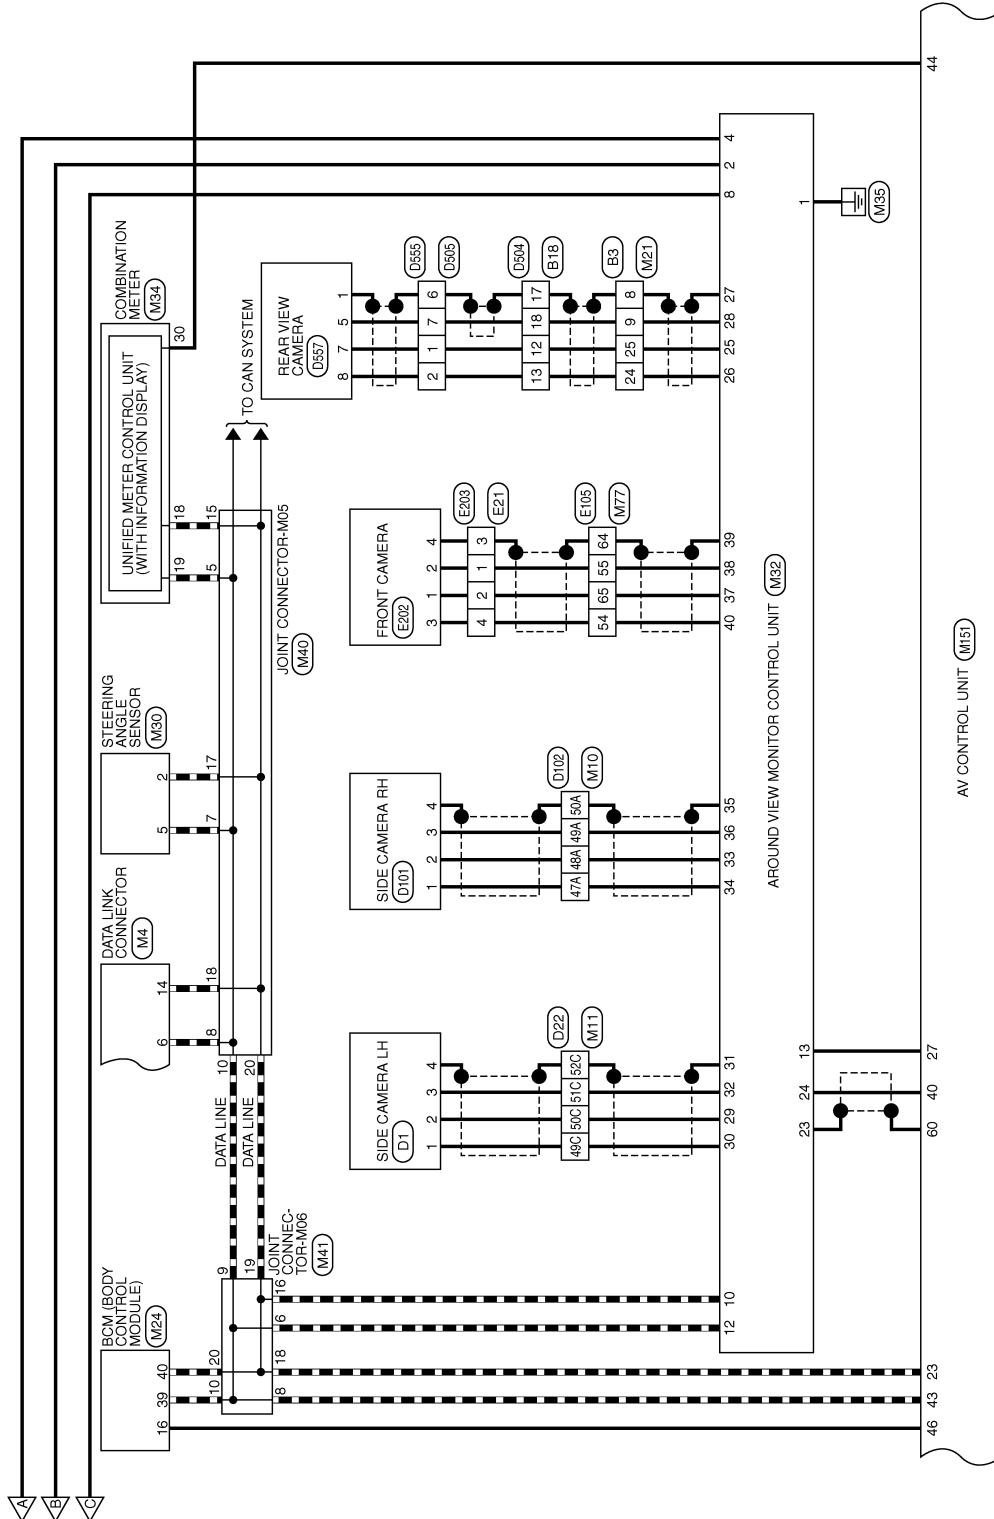 A
B
C
BCM (BODY
CONTROL
MODULE)
M24
16
39
40
10
20
8
18
6
16
9
19
JOINT
CONNEC-
TOR-M06
M41
DATA LINE
DATA LINE
10
20
DATA LINK
CONNECTOR
M4
6
14
8
18
STEERING
ANGLE
SENSOR
M30
5
2
7
17
COMBINATION
METER
M34
UNIFIED METER CONTROL UNIT
(WITH INFORMATION DISPLAY)
19
18
30
5
15
JOINT CONNECTOR-M05
M40
TO CAN SYSTEM
SIDE CAMERA LH
D1
1
2
3
4
49C
50C
51C
52C
D22
M11
30
29
32
31
SIDE CAMERA RH
D101
1
2
3
4
47A
48A
49A
50A
D102
M10
34
33
36
35
FRONT CAMERA
E202
3
1
2
4
4
2
1
3
E203
E21
54
65
55
64
E105
M77
40
37
38
39
REAR VIEW
CAMERA
D557
8
7
5
1
2
1
7
6
D555
D505
13
12
18
17
D504
B18
24
25
9
8
B3
M21
26
25
28
27
8
2
4
12
10
AROUND VIEW MONITOR CONTROL UNIT
M32
23
24
13
1
M35
46
43
23
60
40
27
44
AV CONTROL UNIT
M151